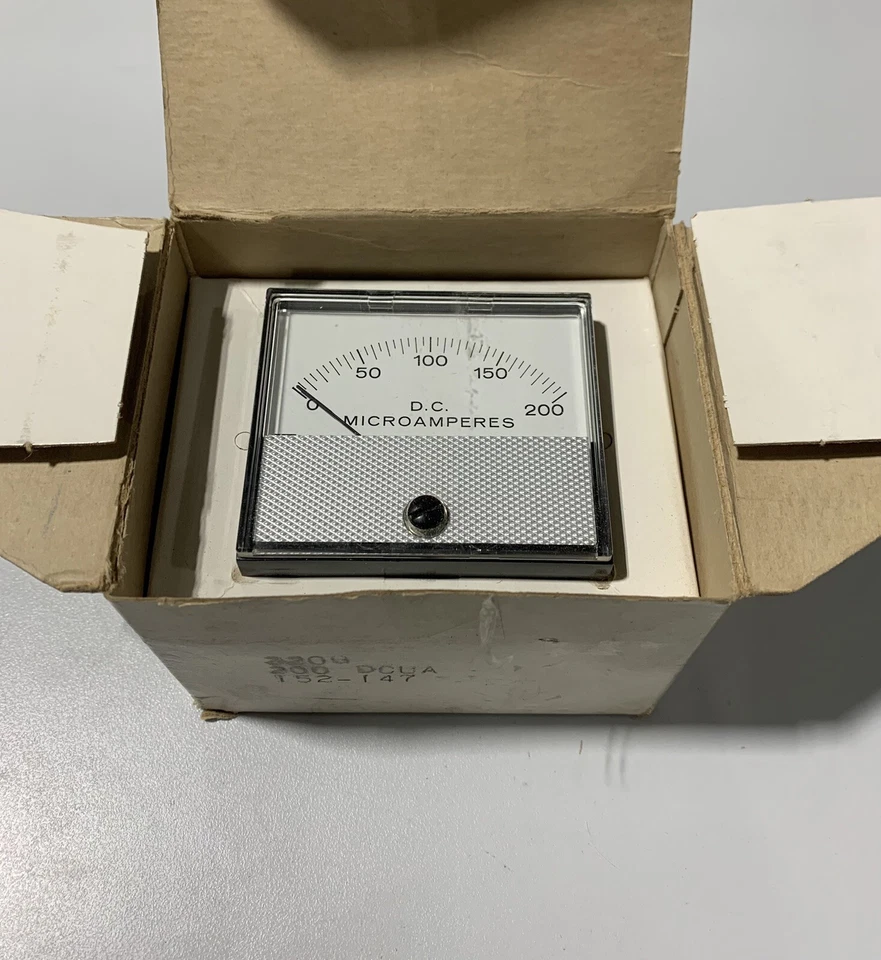 0 50 100 150 200
D.C.
MICROAMPERES
200 DCUA
152-147